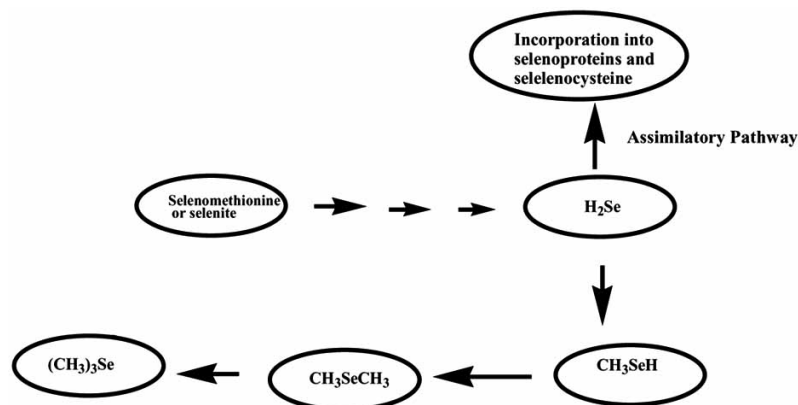 Incorporation into
selenoproteins and
selelenocysteine
Assimilatory Pathway
Selenomethionine
or selenite
H₂Se
(CH₃)₃Se
CH₃SeCH₃
CH₃SeH